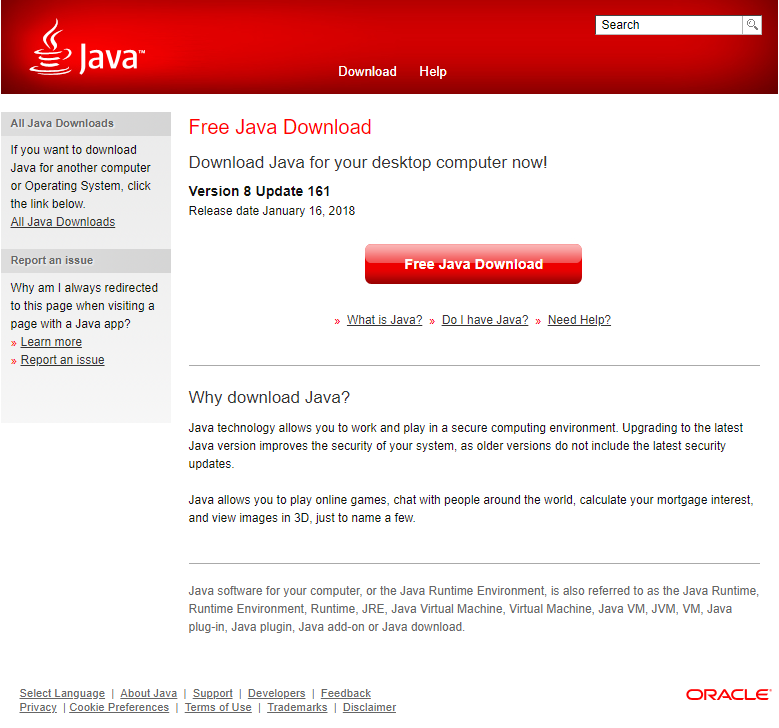 Java™
Search
Download Help
All Java Downloads
If you want to download
Java for another computer
or Operating System, click
the link below.
All Java Downloads
Report an issue
Why am I always redirected
to this page when visiting a
page with a Java app?
» Learn more
» Report an issue
Free Java Download
Download Java for your desktop computer now!
Version 8 Update 161
Release date January 16, 2018
Free Java Download
» What is Java? » Do I have Java? » Need Help?
Why download Java?
Java technology allows you to work and play in a secure computing environment. Upgrading to the latest
Java version improves the security of your system, as older versions do not include the latest security
updates.
Java allows you to play online games, chat with people around the world, calculate your mortgage interest,
and view images in 3D, just to name a few.
Java software for your computer, or the Java Runtime Environment, is also referred to as the Java Runtime,
Runtime Environment, Runtime, JRE, Java Virtual Machine, Virtual Machine, Java VM, JVM, VM, Java
plug-in, Java plugin, Java add-on or Java download.
Select Language | About Java | Support | Developers | Feedback
Privacy | Cookie Preferences | Terms of Use | Trademarks | Disclaimer
ORACLE